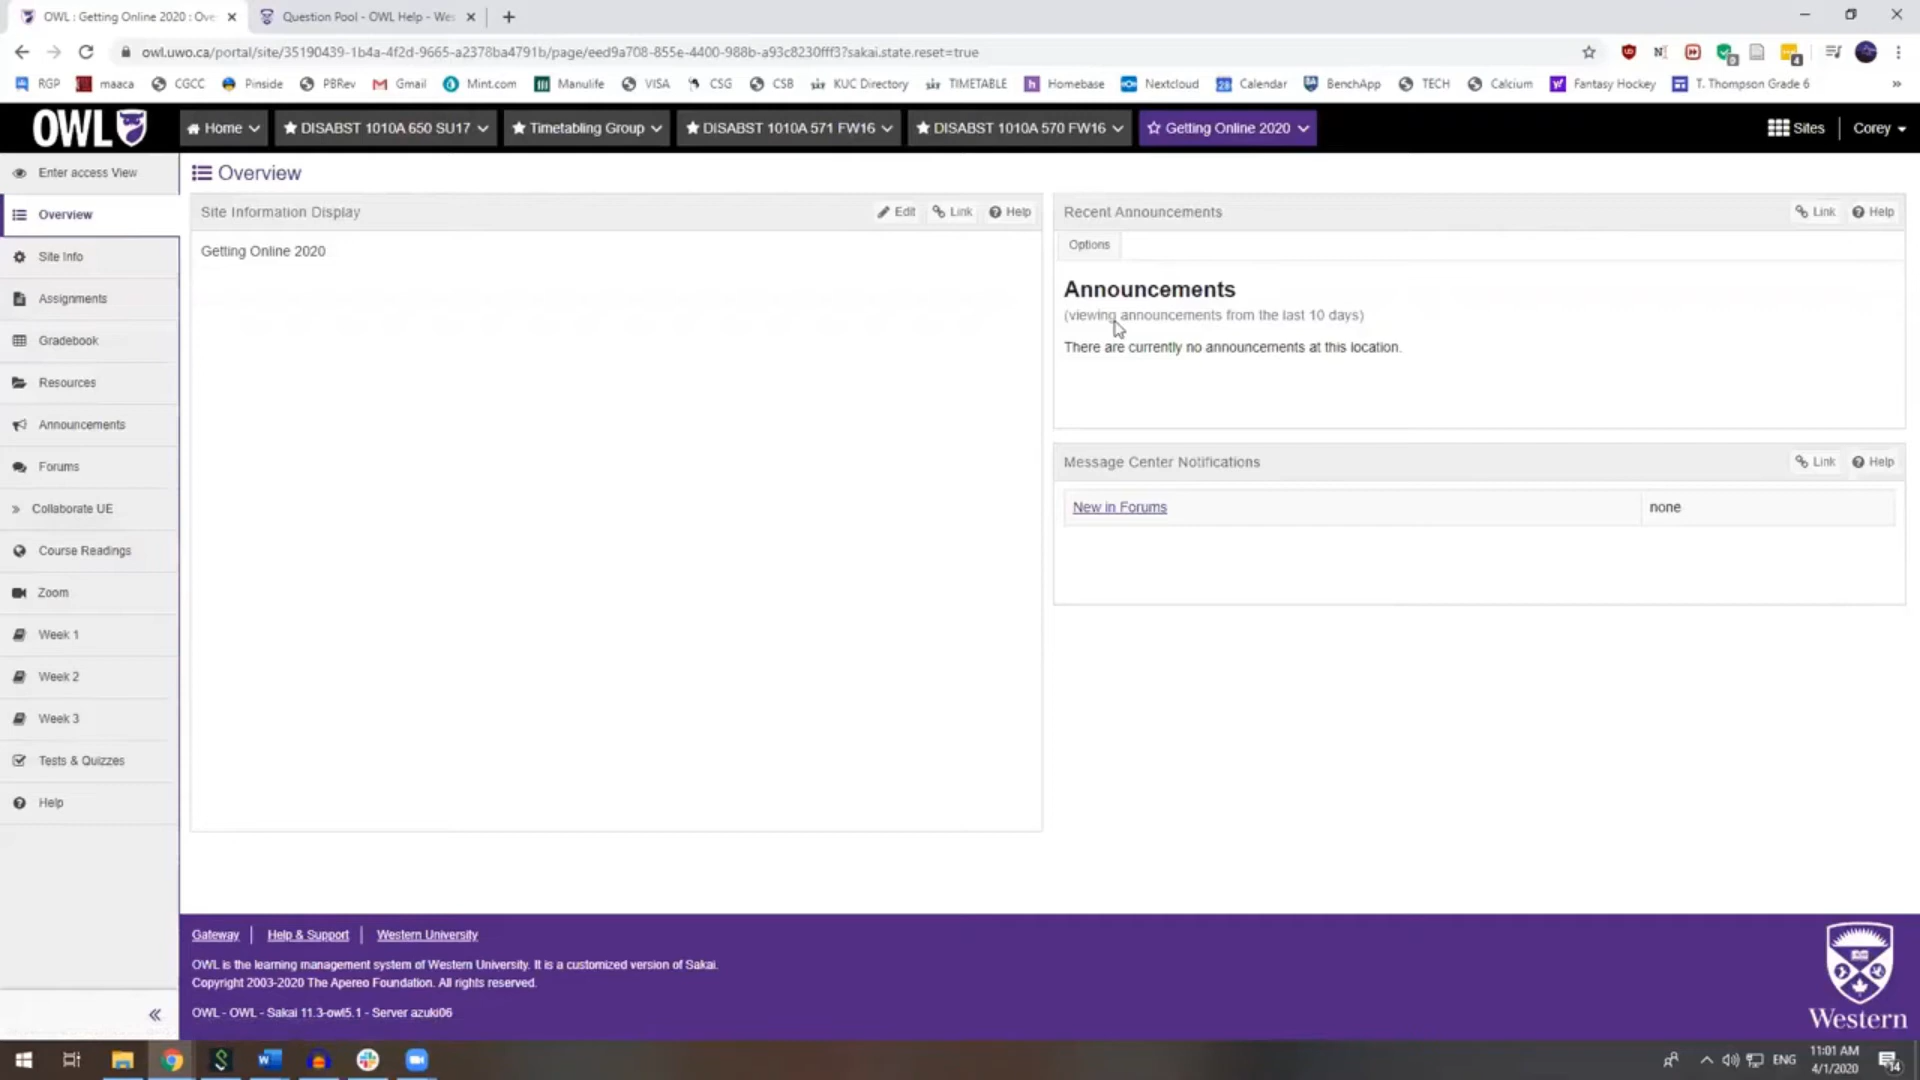 OWL : Getting Online 2020 : Ove
Question Pool - OWL Help - Wes
owl.uwo.ca/portal/site/35190439-1b4a-4f2d-9665-a2378ba4791b/page/eed9a708-855e-4400-988b-a93c8230fff3?sakai.state.reset=true
RGP maaca CGCC Pinside PBRev Gmail Mint.com Manulife VISA CSG CSB KUC Directory TIMETABLE Homebase Nextcloud Calendar BenchApp TECH Calcium Fantasy Hockey T. Thompson Grade 6
OWL Home DISABST 1010A 650 SU17 Timetabling Group DISABST 1010A 571 FW16 DISABST 1010A 570 FW16 Getting Online 2020 Sites Corey
Enter access View
Overview
Site Info
Assignments
Gradebook
Resources
Announcements
Forums
Collaborate UE
Course Readings
Zoom
Week 1
Week 2
Week 3
Tests & Quizzes
Help
Overview
Site Information Display Edit Link Help
Getting Online 2020
Recent Announcements Link Help
Options
Announcements
(viewing announcements from the last 10 days)
There are currently no announcements at this location.
Message Center Notifications Link Help
New in Forums none
Gateway Help & Support Western University
OWL is the learning management system of Western University. It is a customized version of Sakai.
Copyright 2003-2020 The Apereo Foundation. All rights reserved.
OWL - OWL - Sakai 11.3-owl5.1 - Server azuki06
Western
ENG
11:01 AM
4/1/2020